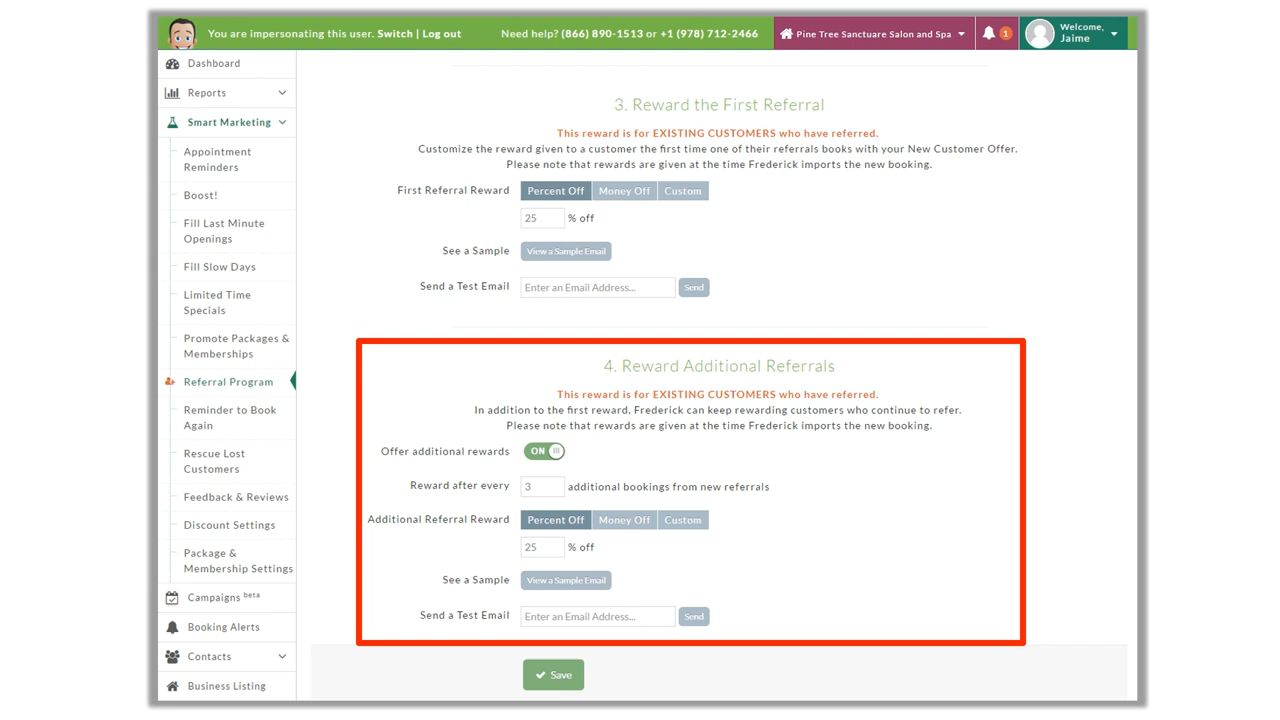 You are impersonating this user. Switch | Log out
Need help? (866) 890-1513 or +1 (978) 712-2466
Pine Tree Sanctuare Salon and Spa
1
Welcome,
Jaime
Dashboard
Reports
Smart Marketing
Appointment
Reminders
Boost!
Fill Last Minute
Openings
Fill Slow Days
Limited Time
Specials
Promote Packages &
Memberships
Referral Program
Reminder to Book
Again
Rescue Lost
Customers
Feedback & Reviews
Discount Settings
Package &
Membership Settings
Campaigns beta
Booking Alerts
Contacts
Business Listing
3. Reward the First Referral
This reward is for EXISTING CUSTOMERS who have referred.
Customize the reward given to a customer the first time one of their referrals books with your New Customer Offer.
Please note that rewards are given at the time Frederick imports the new booking.
First Referral Reward Percent Off Money Off Custom
25 % off
See a Sample View a Sample Email
Send a Test Email Enter an Email Address... Send
4. Reward Additional Referrals
This reward is for EXISTING CUSTOMERS who have referred.
In addition to the first reward, Frederick can keep rewarding customers who continue to refer.
Please note that rewards are given at the time Frederick imports the new booking.
Offer additional rewards ON
Reward after every 3 additional bookings from new referrals
Additional Referral Reward Percent Off Money Off Custom
25 % off
See a Sample View a Sample Email
Send a Test Email Enter an Email Address... Send
Save